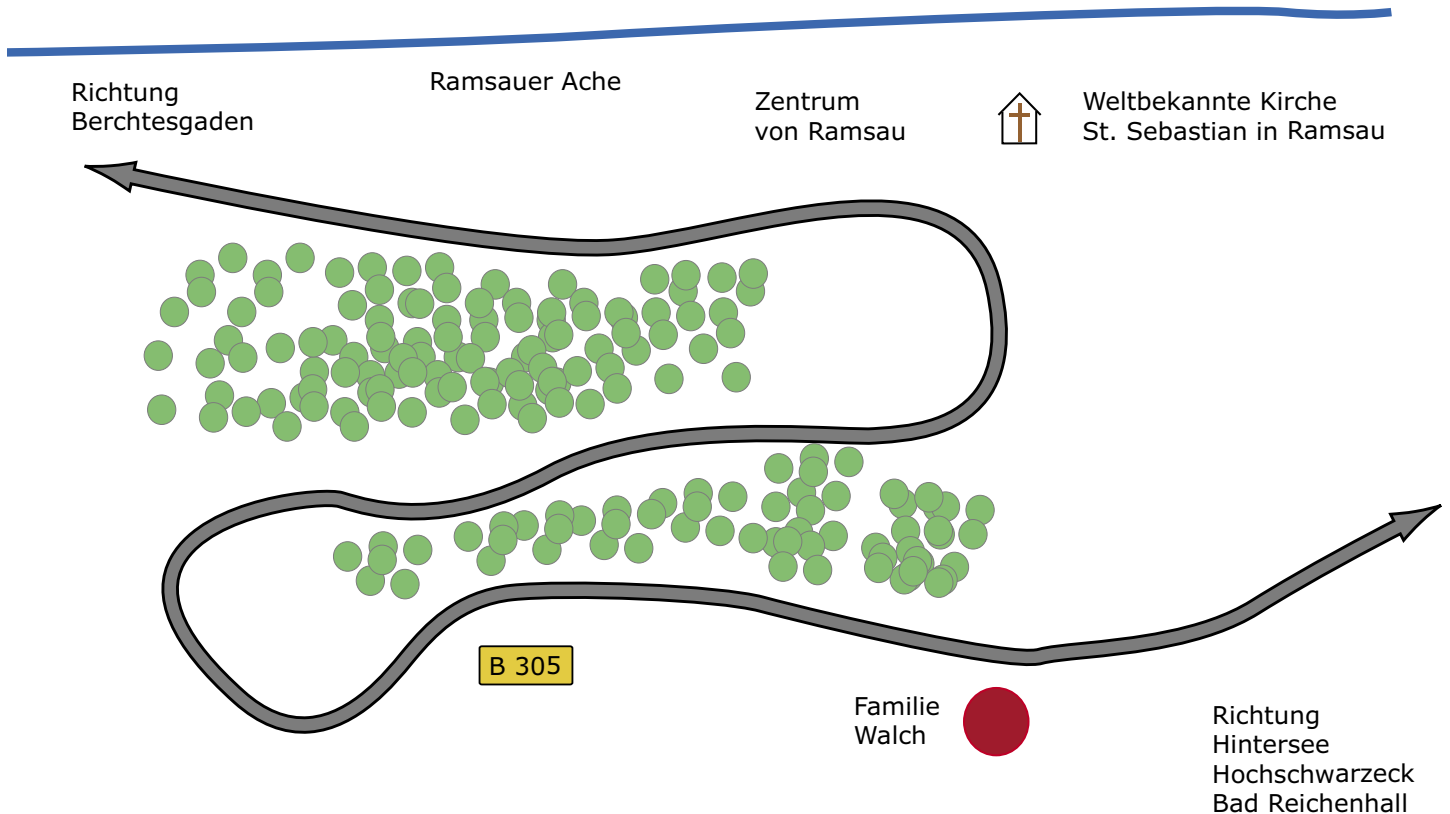 Ramsauer Ache
Richtung
Berchtesgaden
Zentrum
von Ramsau
Weltbekannte Kirche
St. Sebastian in Ramsau
B 305
Familie
Walch
Richtung
Hintersee
Hochschwarzeck
Bad Reichenhall